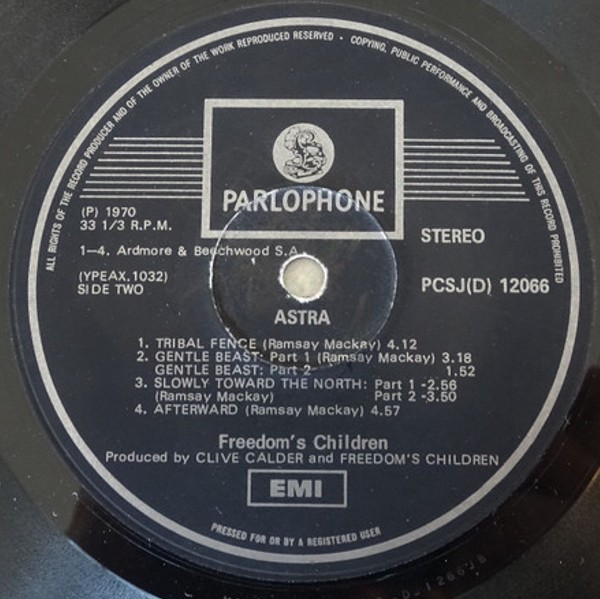 ALL RIGHTS OF THE RECORD PRODUCER AND OF THE OWNER OF THE WORK REPRODUCED RESERVED · COPYING, PUBLIC PERFORMANCE AND BROADCASTING OF THIS RECORD PROHIBITED
PARLOPHONE
(P) 1970
33 1/3 R.P.M.
STEREO
1—4. Ardmore & Beechwood S.A.
(YPEAX.1032)
SIDE TWO
PCSJ(D) 12066
ASTRA
1. TRIBAL FENCE (Ramsay Mackay) 4.12
2. GENTLE BEAST: Part 1 (Ramsay Mackay) 3.18
GENTLE BEAST: Part 2 1.52
3. SLOWLY TOWARD THE NORTH: Part 1 -2.56
(Ramsay Mackay) Part 2 -3.50
4. AFTERWARD (Ramsay Mackay) 4.57
Freedom's Children
Produced by CLIVE CALDER and FREEDOM'S CHILDREN
EMI
PRESSED FOR OR BY A REGISTERED USER